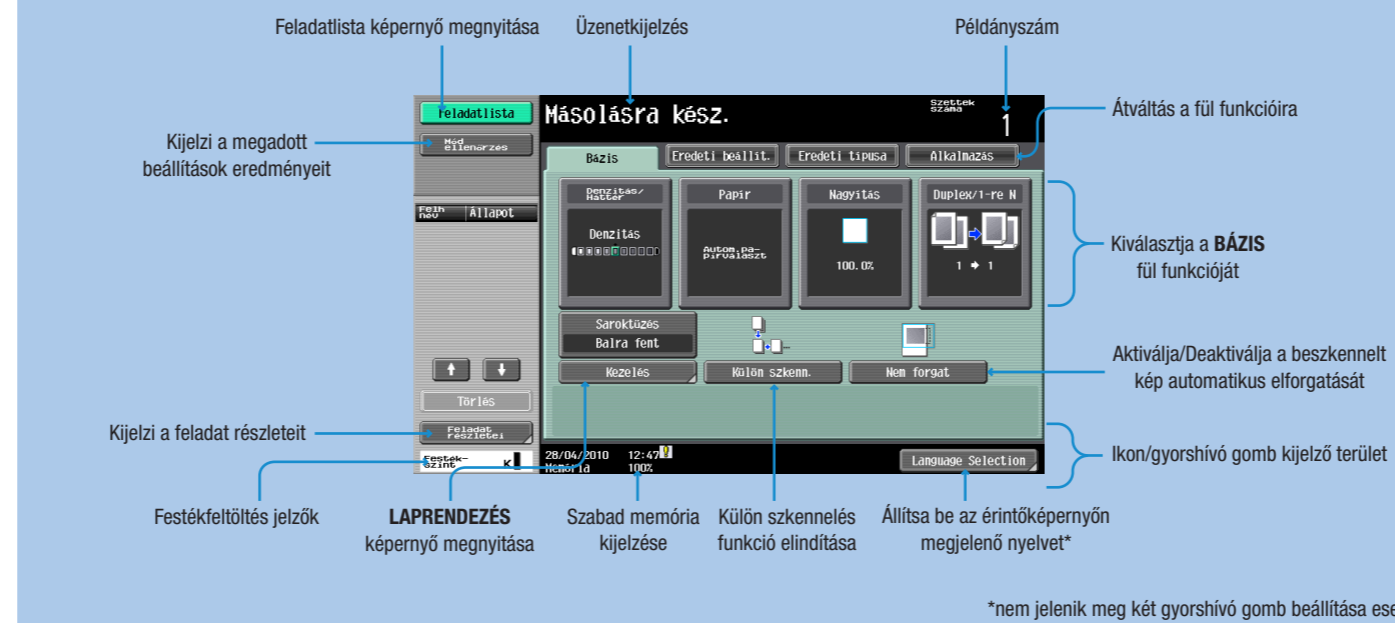 Feladatlista képernyő megnyitása
Üzenetkijelzés
Példányszám
Átváltás a fül funkcióira
Kijelzi a megadott
beállítások eredményeit
Feladatlista
Mód
ellenőrzés
Másolásra kész.
Szettek
száma
1
Bázis
Eredeti beállít.
Eredeti típusa
Alkalmazás
Felh
név
Állapot
Denzitás/
Háttér
Denzitás
Papír
Autom.pa-
pírválaszt
Nagyítás
100.0%
Duplex/1-re N
1 → 1
Kiválasztja a BÁZIS
fül funkcióját
Saroktűzés
Balra fent
Kezelés
Külön szkenn.
Nem forgat
Aktiválja/Deaktiválja a beszkennelt
kép automatikus elforgatását
Törlés
Feladat
részletei
Kijelzi a feladat részleteit
Festék-
szint
K
28/04/2010 12:47
Memória 100%
Language Selection
Ikon/gyorshívó gomb kijelző terület
Festékfeltöltés jelzők
LAPRENDEZÉS
képernyő megnyitása
Szabad memória
kijelzése
Külön szkennelés
funkció elindítása
Állítsa be az érintőképernyőn
megjelenő nyelvet*
*nem jelenik meg két gyorshívó gomb beállítása ese